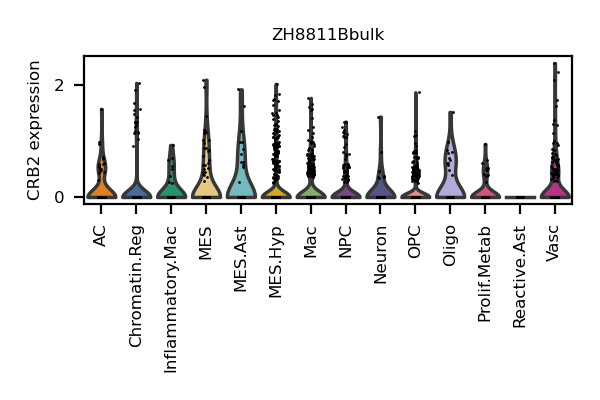 ZH8811Bbulk
CRB2 expression
2
0
AC
Chromatin.Reg
Inflammatory.Mac
MES
MES.Ast
MES.Hyp
Mac
NPC
Neuron
OPC
Oligo
Prolif.Metab
Reactive.Ast
Vasc